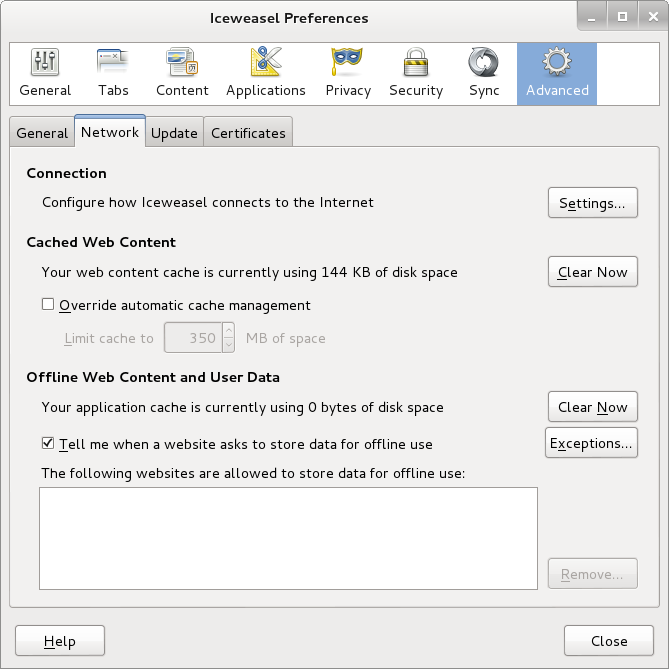 Iceweasel Preferences
General Tabs Content Applications Privacy Security Sync Advanced
General Network Update Certificates
Connection
Configure how Iceweasel connects to the Internet Settings...
Cached Web Content
Your web content cache is currently using 144 KB of disk space Clear Now
Override automatic cache management
Limit cache to 350 MB of space
Offline Web Content and User Data
Your application cache is currently using 0 bytes of disk space Clear Now
Tell me when a website asks to store data for offline use Exceptions...
The following websites are allowed to store data for offline use:
Remove...
Help Close